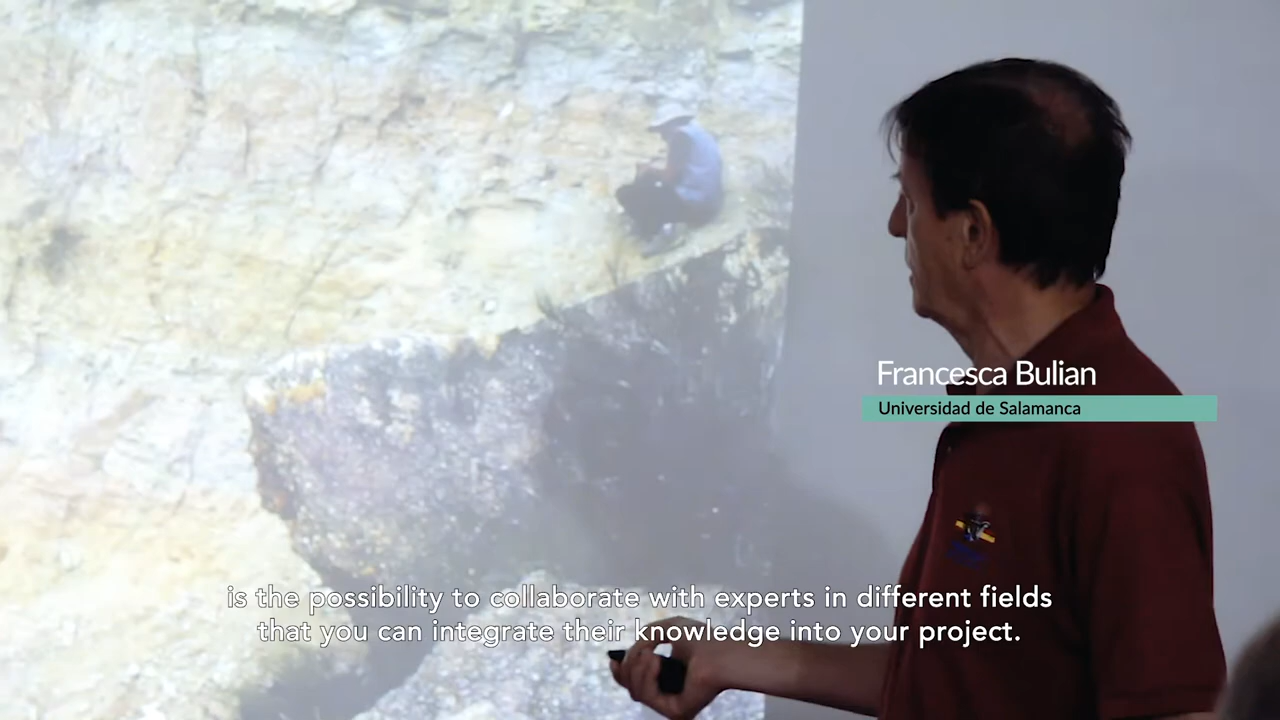 Francesca Bulian
Universidad de Salamanca
is the possibility to collaborate with experts in different fields
that you can integrate their knowledge into your project.